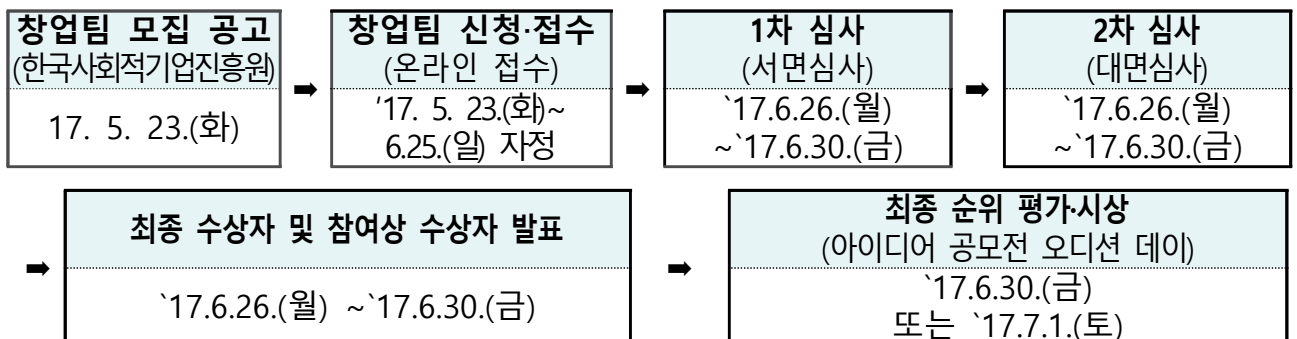 창업팀 모집 공고
(한국사회적기업진흥원)
17. 5. 23.(화)
➡
창업팀 신청·접수
(온라인 접수)
'17. 5. 23.(화)~
6.25.(일) 자정
➡
1차 심사
(서면심사)
`17.6.26.(월)
~`17.6.30.(금)
➡
2차 심사
(대면심사)
`17.6.26.(월)
~`17.6.30.(금)
➡
최종 수상자 및 참여상 수상자 발표
`17.6.26.(월) ~`17.6.30.(금)
➡
최종 순위 평가·시상
(아이디어 공모전 오디션 데이)
`17.6.30.(금)
또는 `17.7.1.(토)